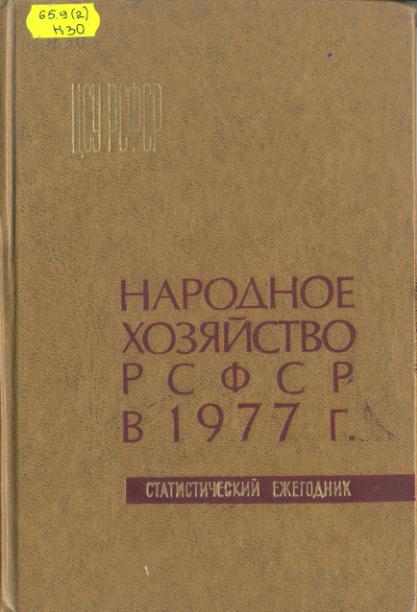 65.9(2)
Н30
ЦСУ РСФСР
НАРОДНОЕ
ХОЗЯЙСТВО
РСФСР
В 1977 Г.
СТАТИСТИЧЕСКИЙ ЕЖЕГОДНИК